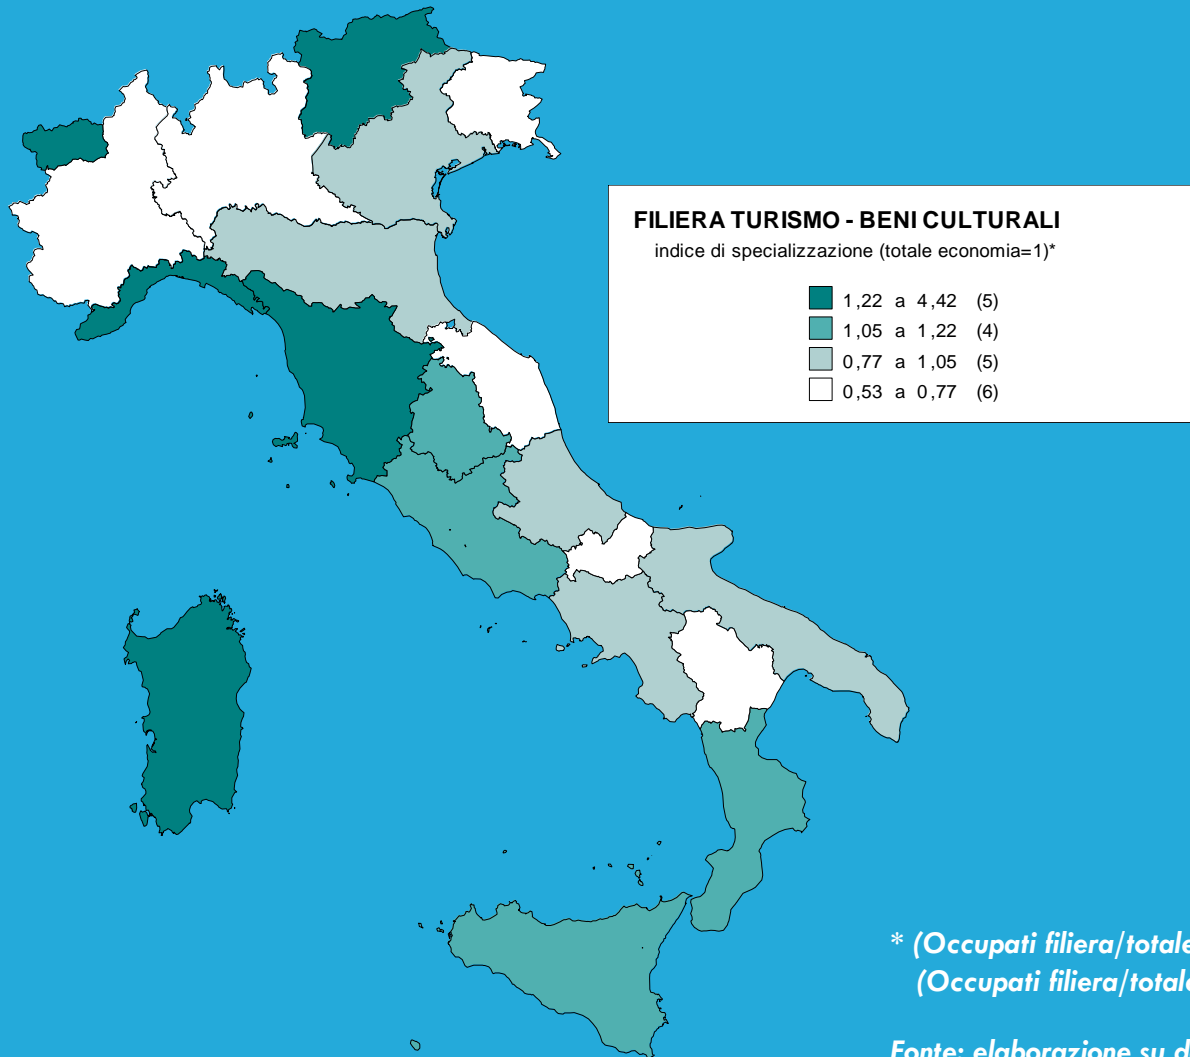 FILIERA TURISMO - BENI CULTURALI
indice di specializzazione (totale economia=1)*
1,22 a 4,42 (5)
1,05 a 1,22 (4)
0,77 a 1,05 (5)
0,53 a 0,77 (6)
* (Occupati filiera/totale
(Occupati filiera/totale
Fonte: elaborazione su d